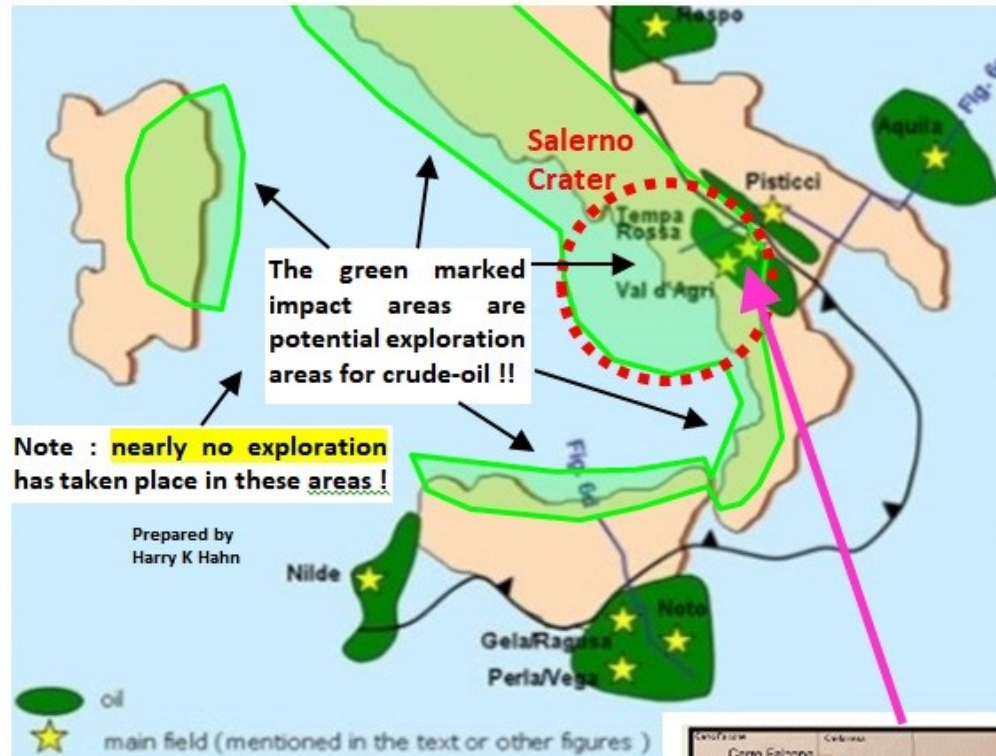 Rospo
Fig. 6
Aquila
Salerno
Crater
Pisticci
Tempa
Rossa
Val d'Agri
The green marked
impact areas are
potential exploration
areas for crude-oil !!
Note : nearly no exploration
has taken place in these areas !
Fig. 6d
Prepared by
Harry K Hahn
Nilde
Noto
Gela/Ragusa
Perla/Vega
oil
main field ( mentioned in the text or other figures )